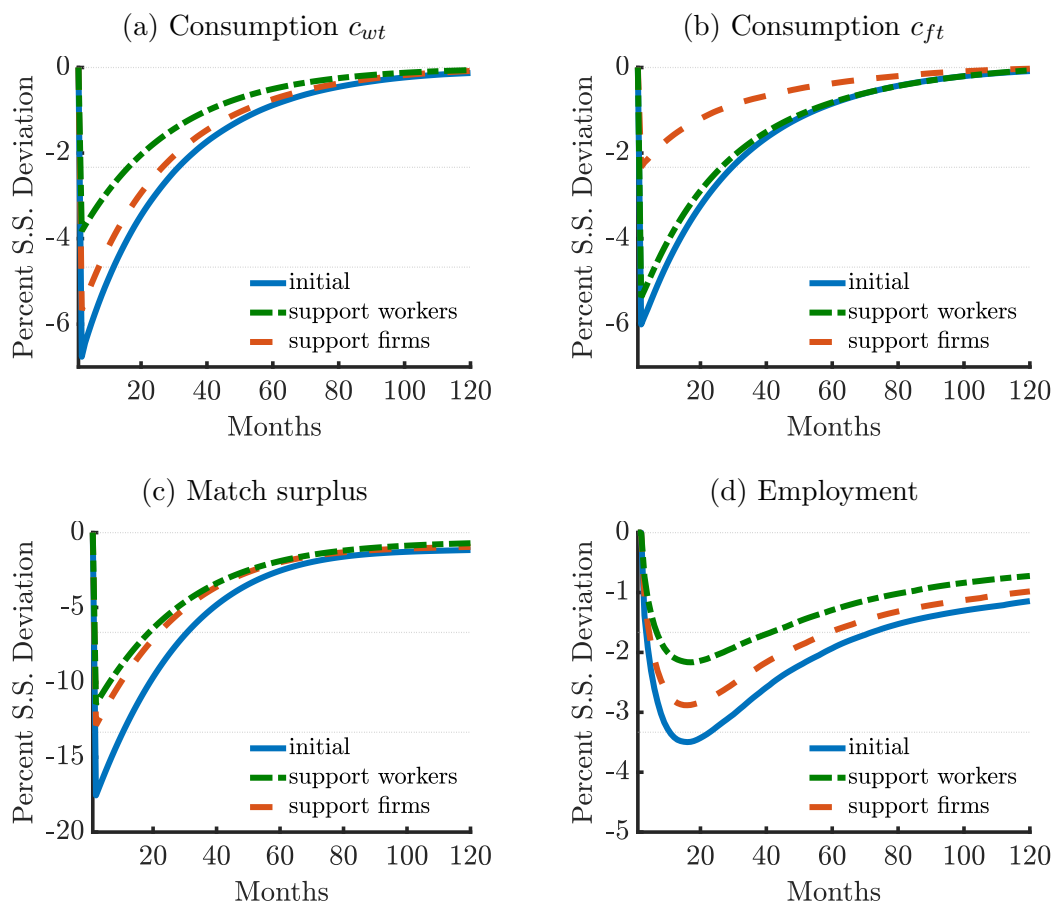 (a) Consumption c_wt
Percent S.S. Deviation
0
-2
-4
-6
initial
support workers
support firms
20 40 60 80 100 120
Months
(b) Consumption c_ft
Percent S.S. Deviation
0
-2
-4
-6
initial
support workers
support firms
20 40 60 80 100 120
Months
(c) Match surplus
Percent S.S. Deviation
0
-5
-10
-15
-20
initial
support workers
support firms
20 40 60 80 100 120
Months
(d) Employment
Percent S.S. Deviation
0
-1
-2
-3
-4
-5
initial
support workers
support firms
20 40 60 80 100 120
Months